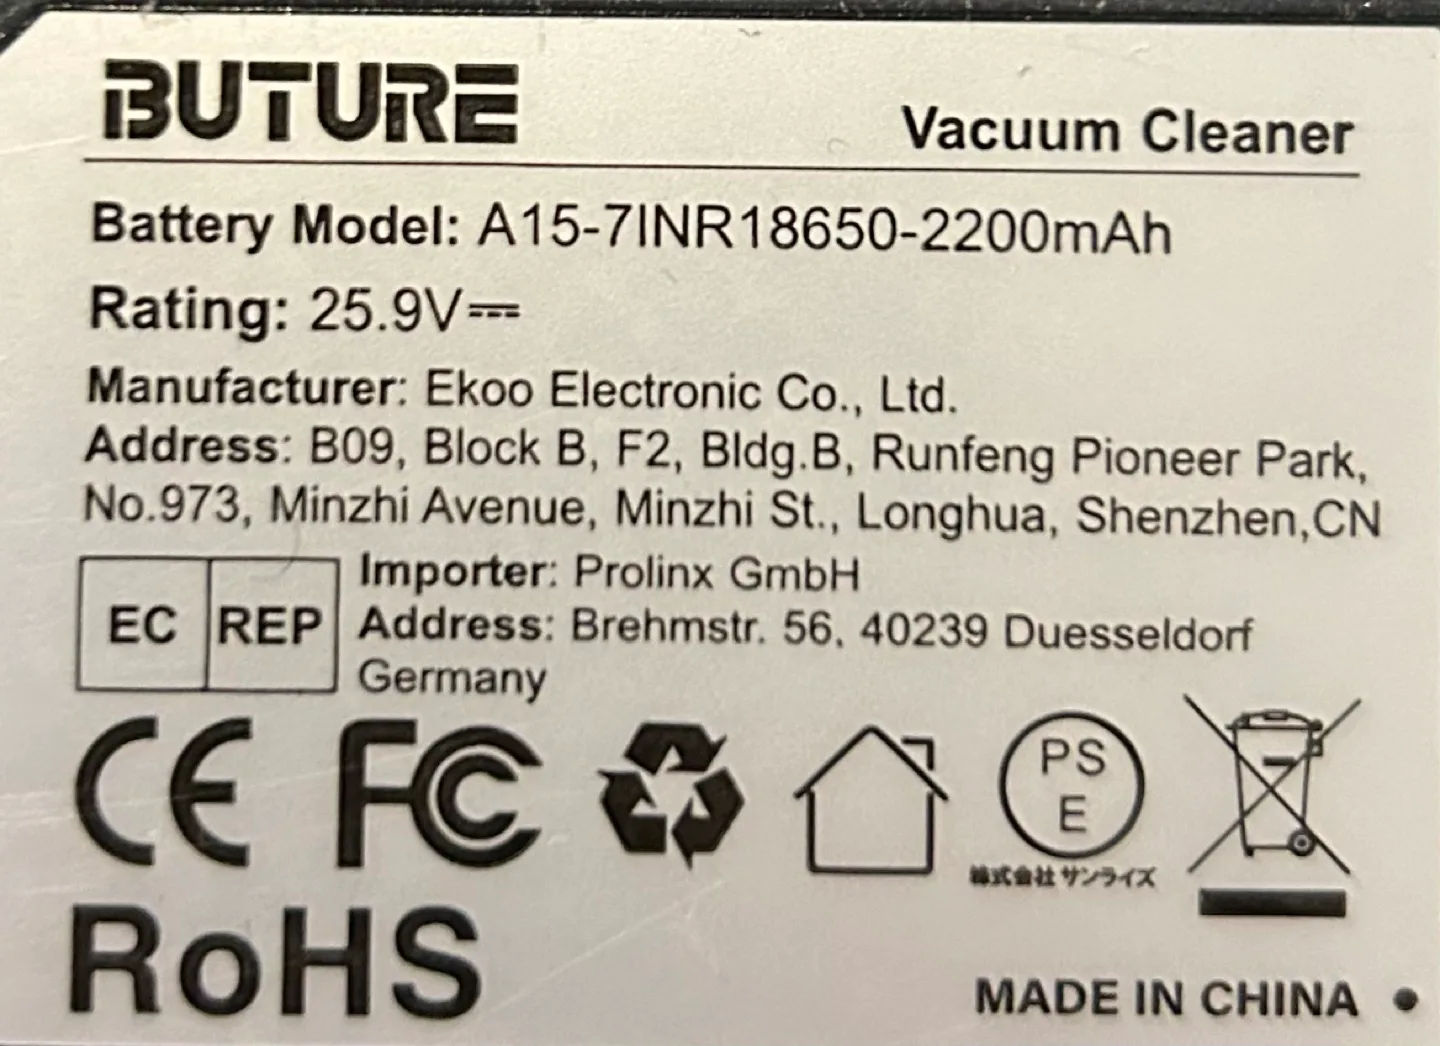 BUTURE
Vacuum Cleaner
Battery Model: A15-7INR18650-2200mAh
Rating: 25.9V⎓
Manufacturer: Ekoo Electronic Co., Ltd.
Address: B09, Block B, F2, Bldg.B, Runfeng Pioneer Park,
No.973, Minzhi Avenue, Minzhi St., Longhua, Shenzhen,CN
EC REP
Importer: Prolinx GmbH
Address: Brehmstr. 56, 40239 Duesseldorf
Germany
CE FC
PS
E
株式会社 サンライズ
RoHS
MADE IN CHINA